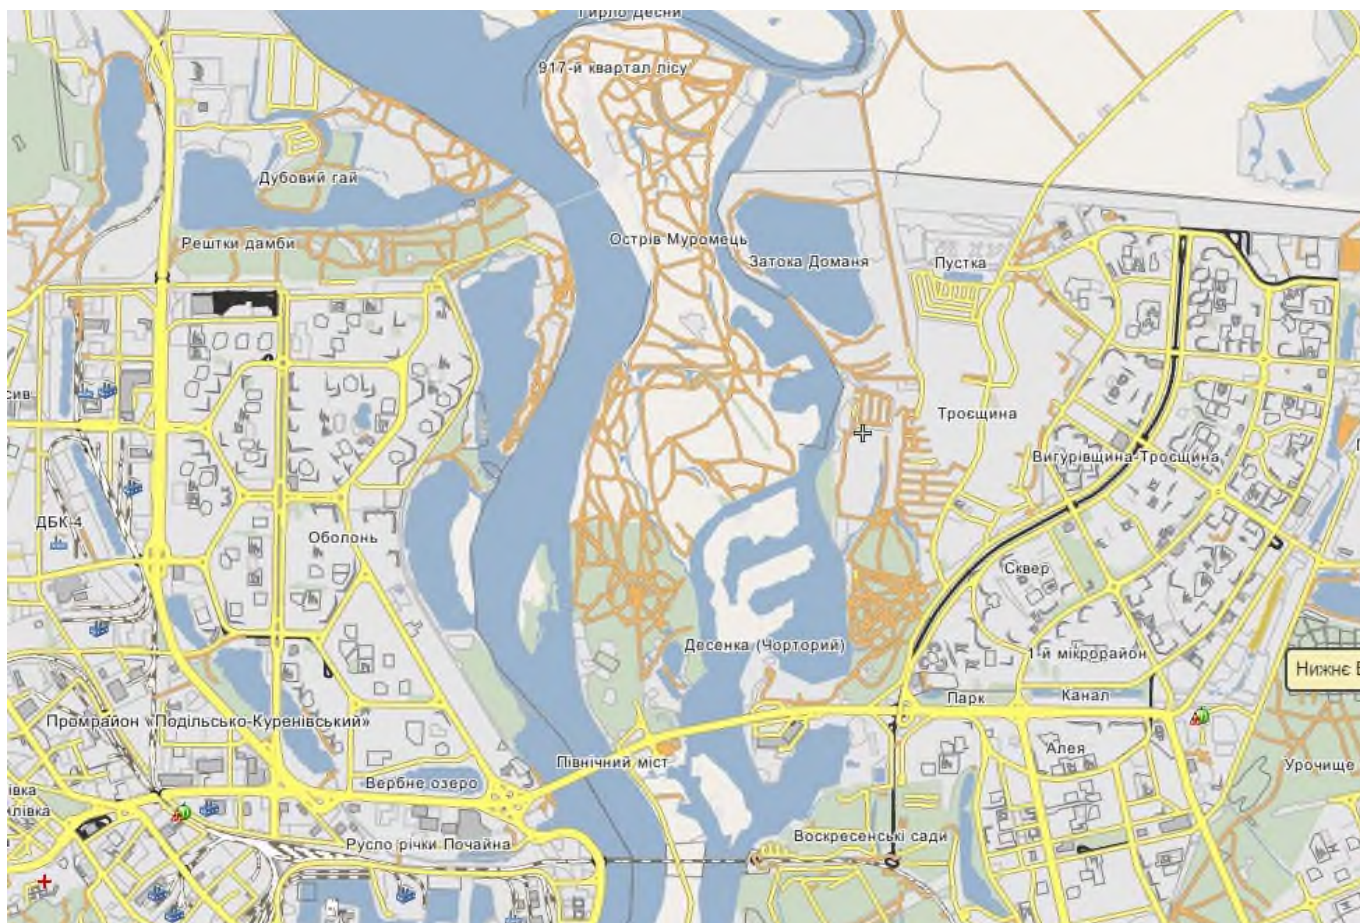 Гирло Десни
917-й квартал лісу
Дубовий гай
Рештки дамби
Острів Муромець
Затока Доманя
Пустка
Троєщина
Вигурівщина-Троєщина
ДБК-4
Оболонь
Сквер
Десенка (Чорторий)
1-й мікрорайон
Нижнє
Парк
Канал
Промрайон «Подільсько-Куренівський»
Алея
Північний міст
Урочище
Вербне озеро
Воскресенські сади
Русло річки Почайна